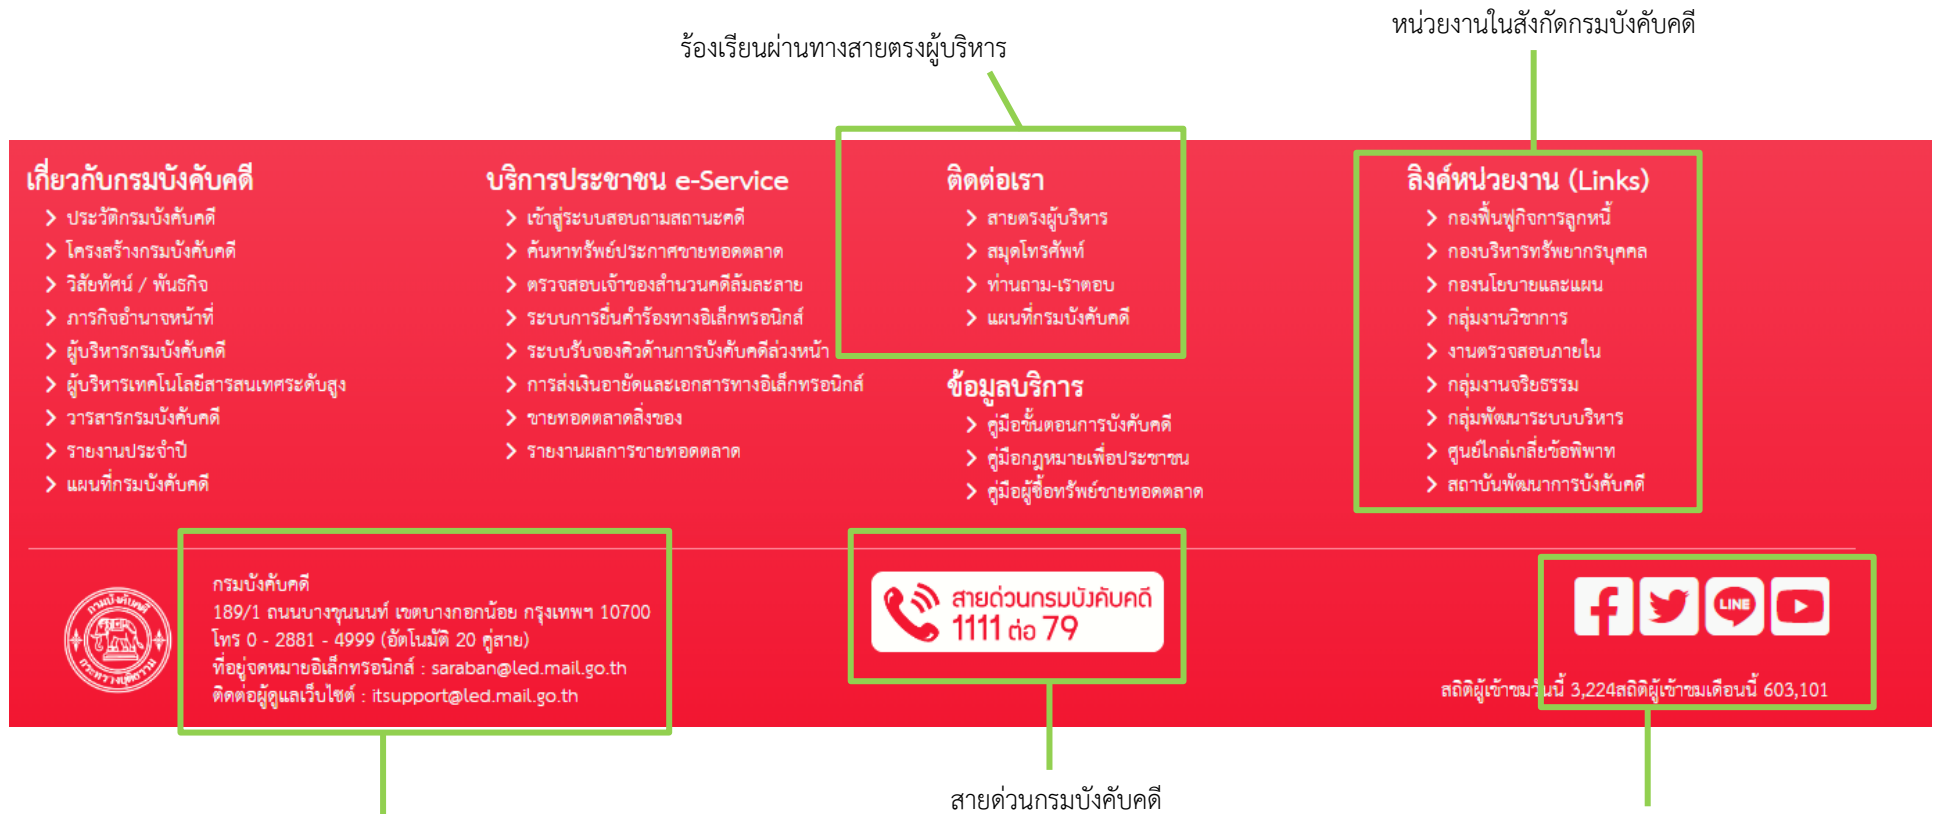 หน่วยงานในสังกัดกรมบังคับคดี
ร้องเรียนผ่านทางสายตรงผู้บริหาร
เกี่ยวกับกรมบังคับคดี
ประวัติกรมบังคับคดี
โครงสร้างกรมบังคับคดี
วิสัยทัศน์ / พันธกิจ
ภารกิจอำนาจหน้าที่
ผู้บริหารกรมบังคับคดี
ผู้บริหารเทคโนโลยีสารสนเทศระดับสูง
วารสารกรมบังคับคดี
รายงานประจำปี
แผนที่กรมบังคับคดี
บริการประชาชน e-Service
เข้าสู่ระบบสอบถามสถานะคดี
ค้นหาทรัพย์ประกาศขายทอดตลาด
ตรวจสอบเจ้าของสำนวนคดีล้มละลาย
ระบบการยื่นคำร้องทางอิเล็กทรอนิกส์
ระบบรับจองคิวด้านการบังคับคดีล่วงหน้า
การส่งเงินอายัดและเอกสารทางอิเล็กทรอนิกส์
ขายทอดตลาดสิ่งของ
รายงานผลการขายทอดตลาด
ติดต่อเรา
สายตรงผู้บริหาร
สมุดโทรศัพท์
ท่านถาม-เราตอบ
แผนที่กรมบังคับคดี
ข้อมูลบริการ
คู่มือขั้นตอนการบังคับคดี
คู่มือกฎหมายเพื่อประชาชน
คู่มือผู้ซื้อทรัพย์ขายทอดตลาด
ลิงค์หน่วยงาน (Links)
กองฟื้นฟูกิจการลูกหนี้
กองบริหารทรัพยากรบุคคล
กองนโยบายและแผน
กลุ่มงานวิชาการ
งานตรวจสอบภายใน
กลุ่มงานจริยธรรม
กลุ่มพัฒนาระบบบริหาร
ศูนย์ไกล่เกลี่ยข้อพิพาท
สถาบันพัฒนาการบังคับคดี
กรมบังคับคดี
กระทรวงยุติธรรม
กรมบังคับคดี
189/1 ถนนบางขุนนนท์ เขตบางกอกน้อย กรุงเทพฯ 10700
โทร 0 - 2881 - 4999 (อัตโนมัติ 20 คู่สาย)
ที่อยู่จดหมายอิเล็กทรอนิกส์ : saraban@led.mail.go.th
ติดต่อผู้ดูแลเว็บไซต์ : itsupport@led.mail.go.th
สายด่วนกรมบังคับคดี
1111 ต่อ 79
LINE
สถิติผู้เข้าชมวันนี้ 3,224สถิติผู้เข้าชมเดือนนี้ 603,101
สายด่วนกรมบังคับคดี